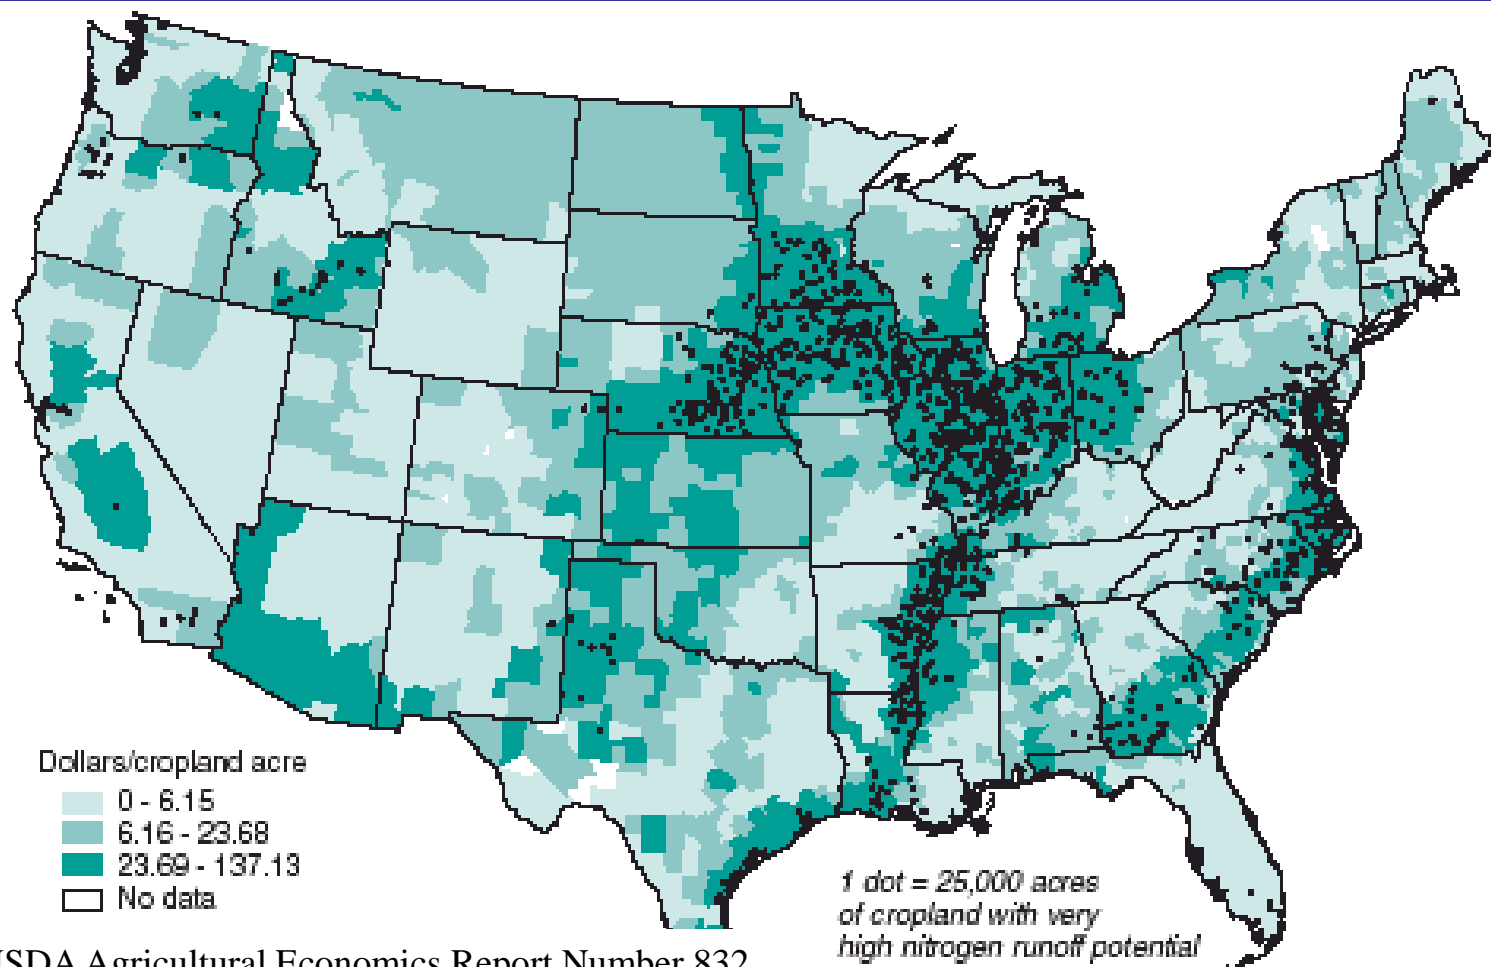 Dollars/cropland acre
0 - 6.15
6.16 - 23.68
23.69 - 137.13
No data
1 dot = 25,000 acres
of cropland with very
high nitrogen runoff potential
USDA Agricultural Economics Report Number 832